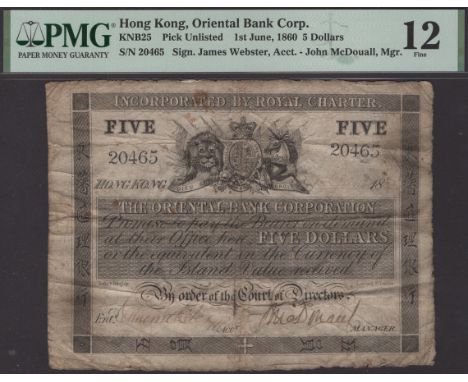 PMG
PAPER MONEY GUARANTY
Hong Kong, Oriental Bank Corp.
KNB25 Pick Unlisted 1st June, 1860 5 Dollars
S/N 20465 Sign. James Webster, Acct. - John McDouall, Mgr.
12
Fine
INCORPORATED BY ROYAL CHARTER.
FIVE FIVE
20465 20465
HONG KONG 18
THE ORIENTAL BANK CORPORATION
Promise to pay the Bearer on demand
at their Office here FIVE DOLLARS
or the equivalent in the Currency of
the Island Value received
By order of the Court of Directors.
Ent. Acct. MANAGER